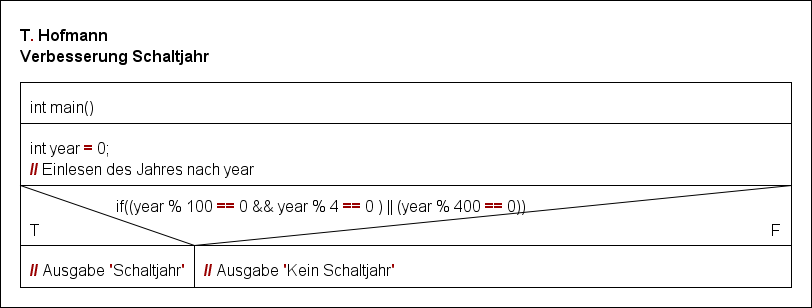 T. Hofmann
Verbesserung Schaltjahr
int main()
int year = 0;
// Einlesen des Jahres nach year
if((year % 100 == 0 && year % 4 == 0 ) || (year % 400 == 0))
T
F
// Ausgabe 'Schaltjahr'
// Ausgabe 'Kein Schaltjahr'